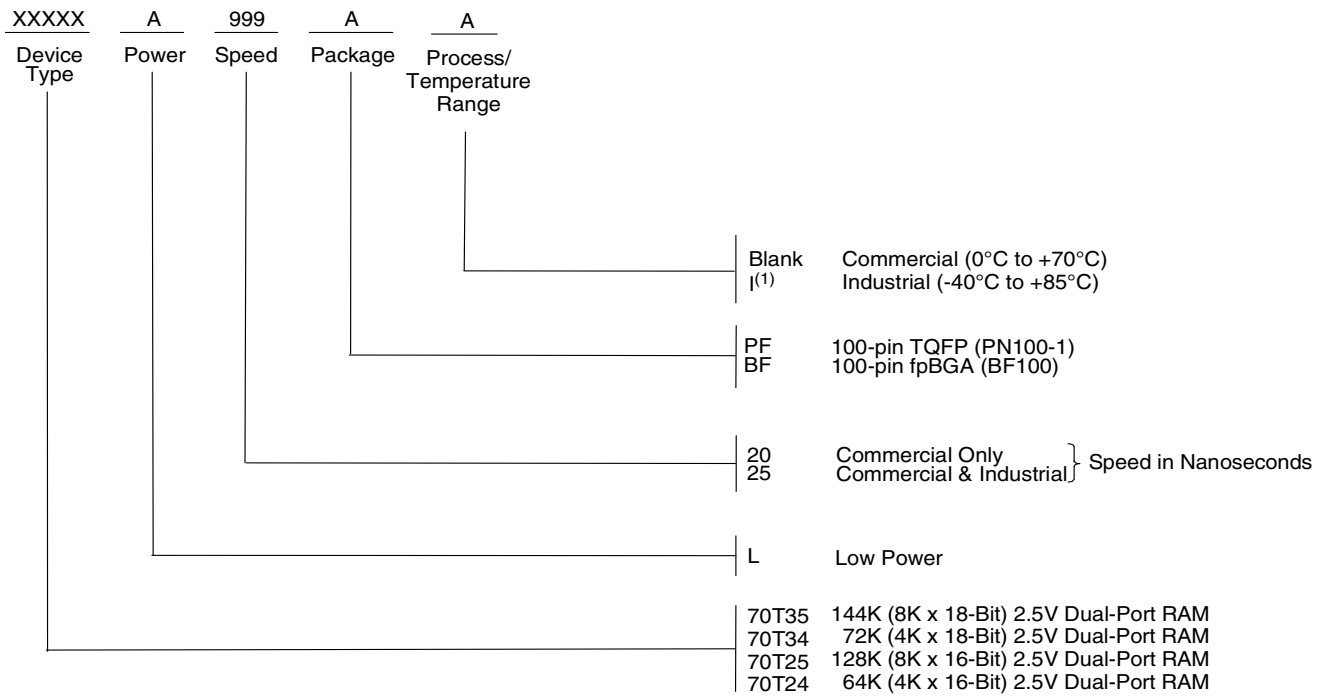 XXXXX A 999 A A
Device Type Power Speed Package Process/ Temperature Range
Blank Commercial (0°C to +70°C)
I(1) Industrial (-40°C to +85°C)
PF 100-pin TQFP (PN100-1)
BF 100-pin fpBGA (BF100)
20 Commercial Only
25 Commercial & Industrial
Speed in Nanoseconds
L Low Power
70T35 144K (8K x 18-Bit) 2.5V Dual-Port RAM
70T34 72K (4K x 18-Bit) 2.5V Dual-Port RAM
70T25 128K (8K x 16-Bit) 2.5V Dual-Port RAM
70T24 64K (4K x 16-Bit) 2.5V Dual-Port RAM